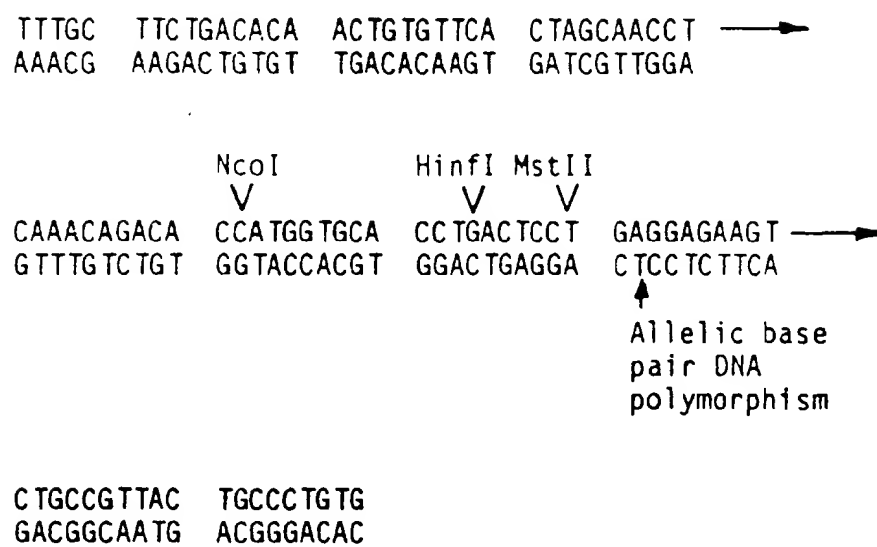 TTTGC TTCTGACACA ACTGTGTTCA CTAGCAACCT
AAACG AAGACTGTGT TGACACAAGT GATCGTTGGA
NcoI HinfI MstII
CAAACAGACA CCATGGTGCA CCTGACTCCT GAGGAGAAGT
GTTTGTCTGT GGTACCACGT GGACTGAGGA CTCCTCTTCA
Allelic base
pair DNA
polymorphism
CTGCCGTTAC TGCCCTGTG
GACGGCAATG ACGGGACAC